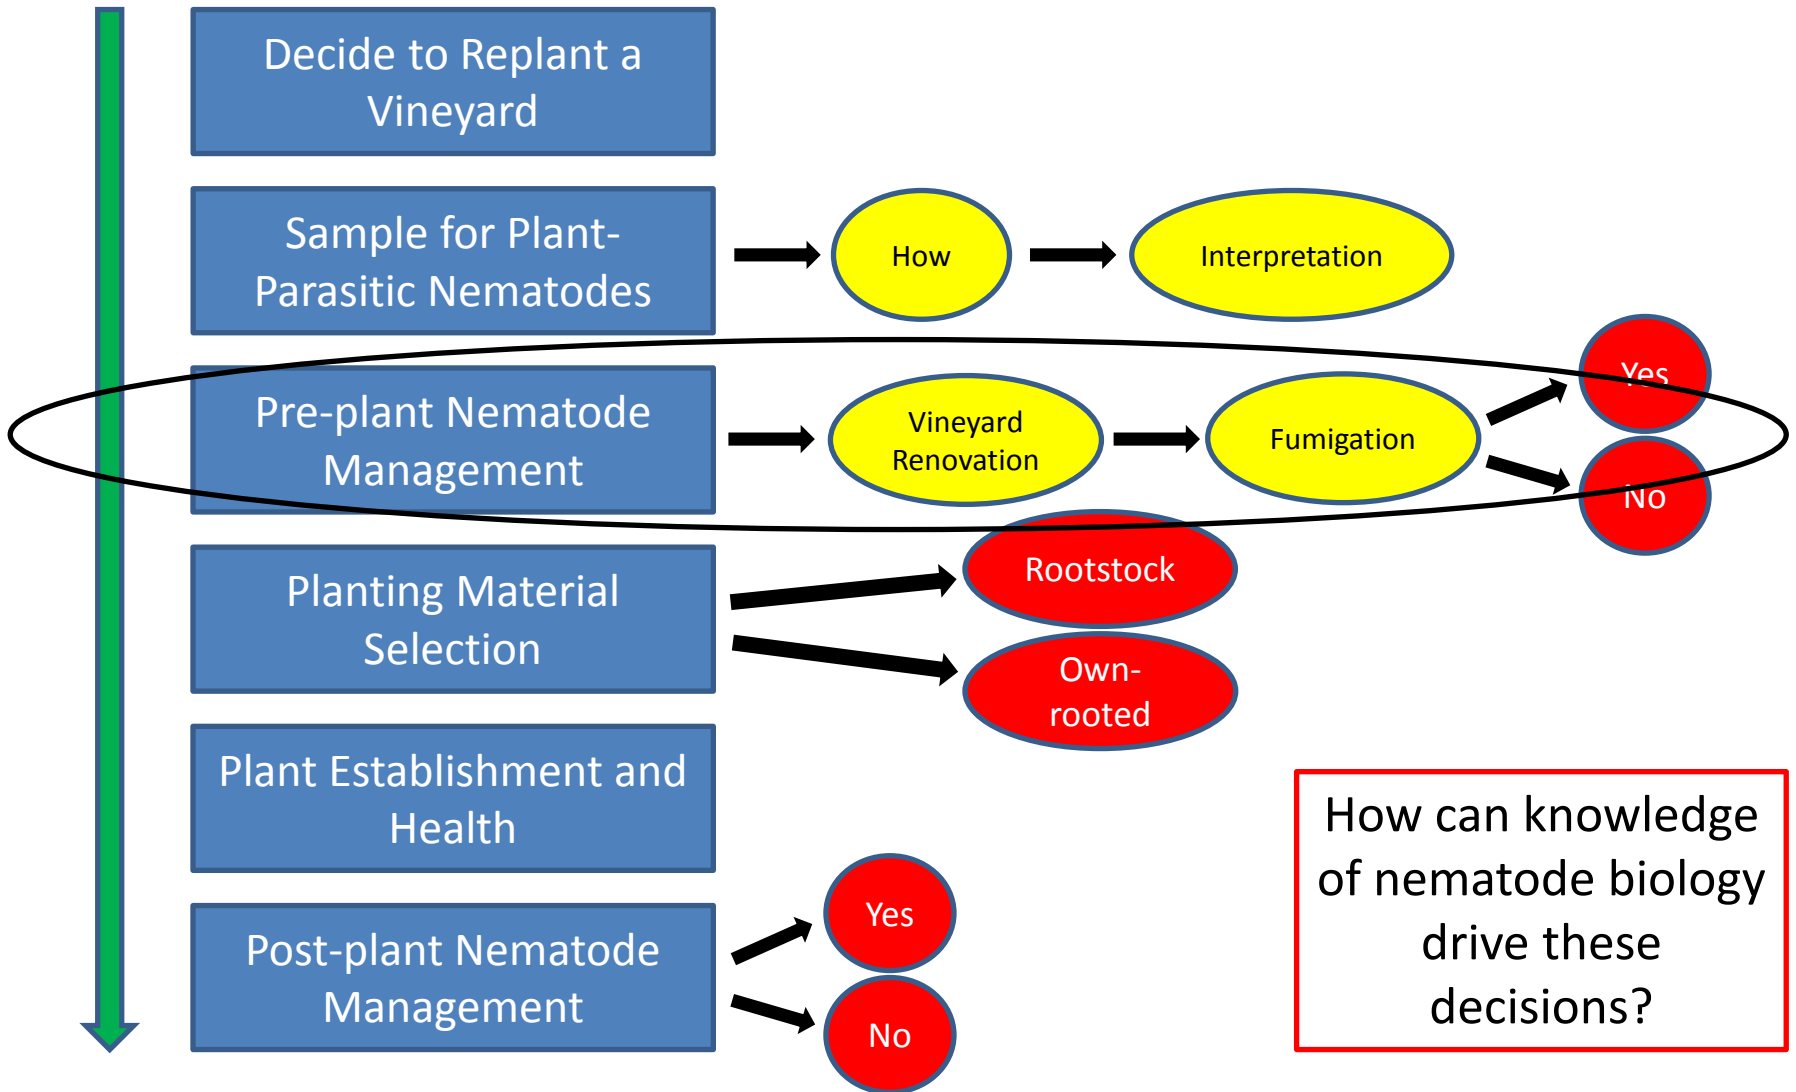 Decide to Replant a
Vineyard
Sample for Plant-
Parasitic Nematodes
How
Interpretation
Pre-plant Nematode
Management
Vineyard
Renovation
Fumigation
Yes
No
Planting Material
Selection
Rootstock
Own-
rooted
Plant Establishment and
Health
Post-plant Nematode
Management
Yes
No
How can knowledge
of nematode biology
drive these
decisions?